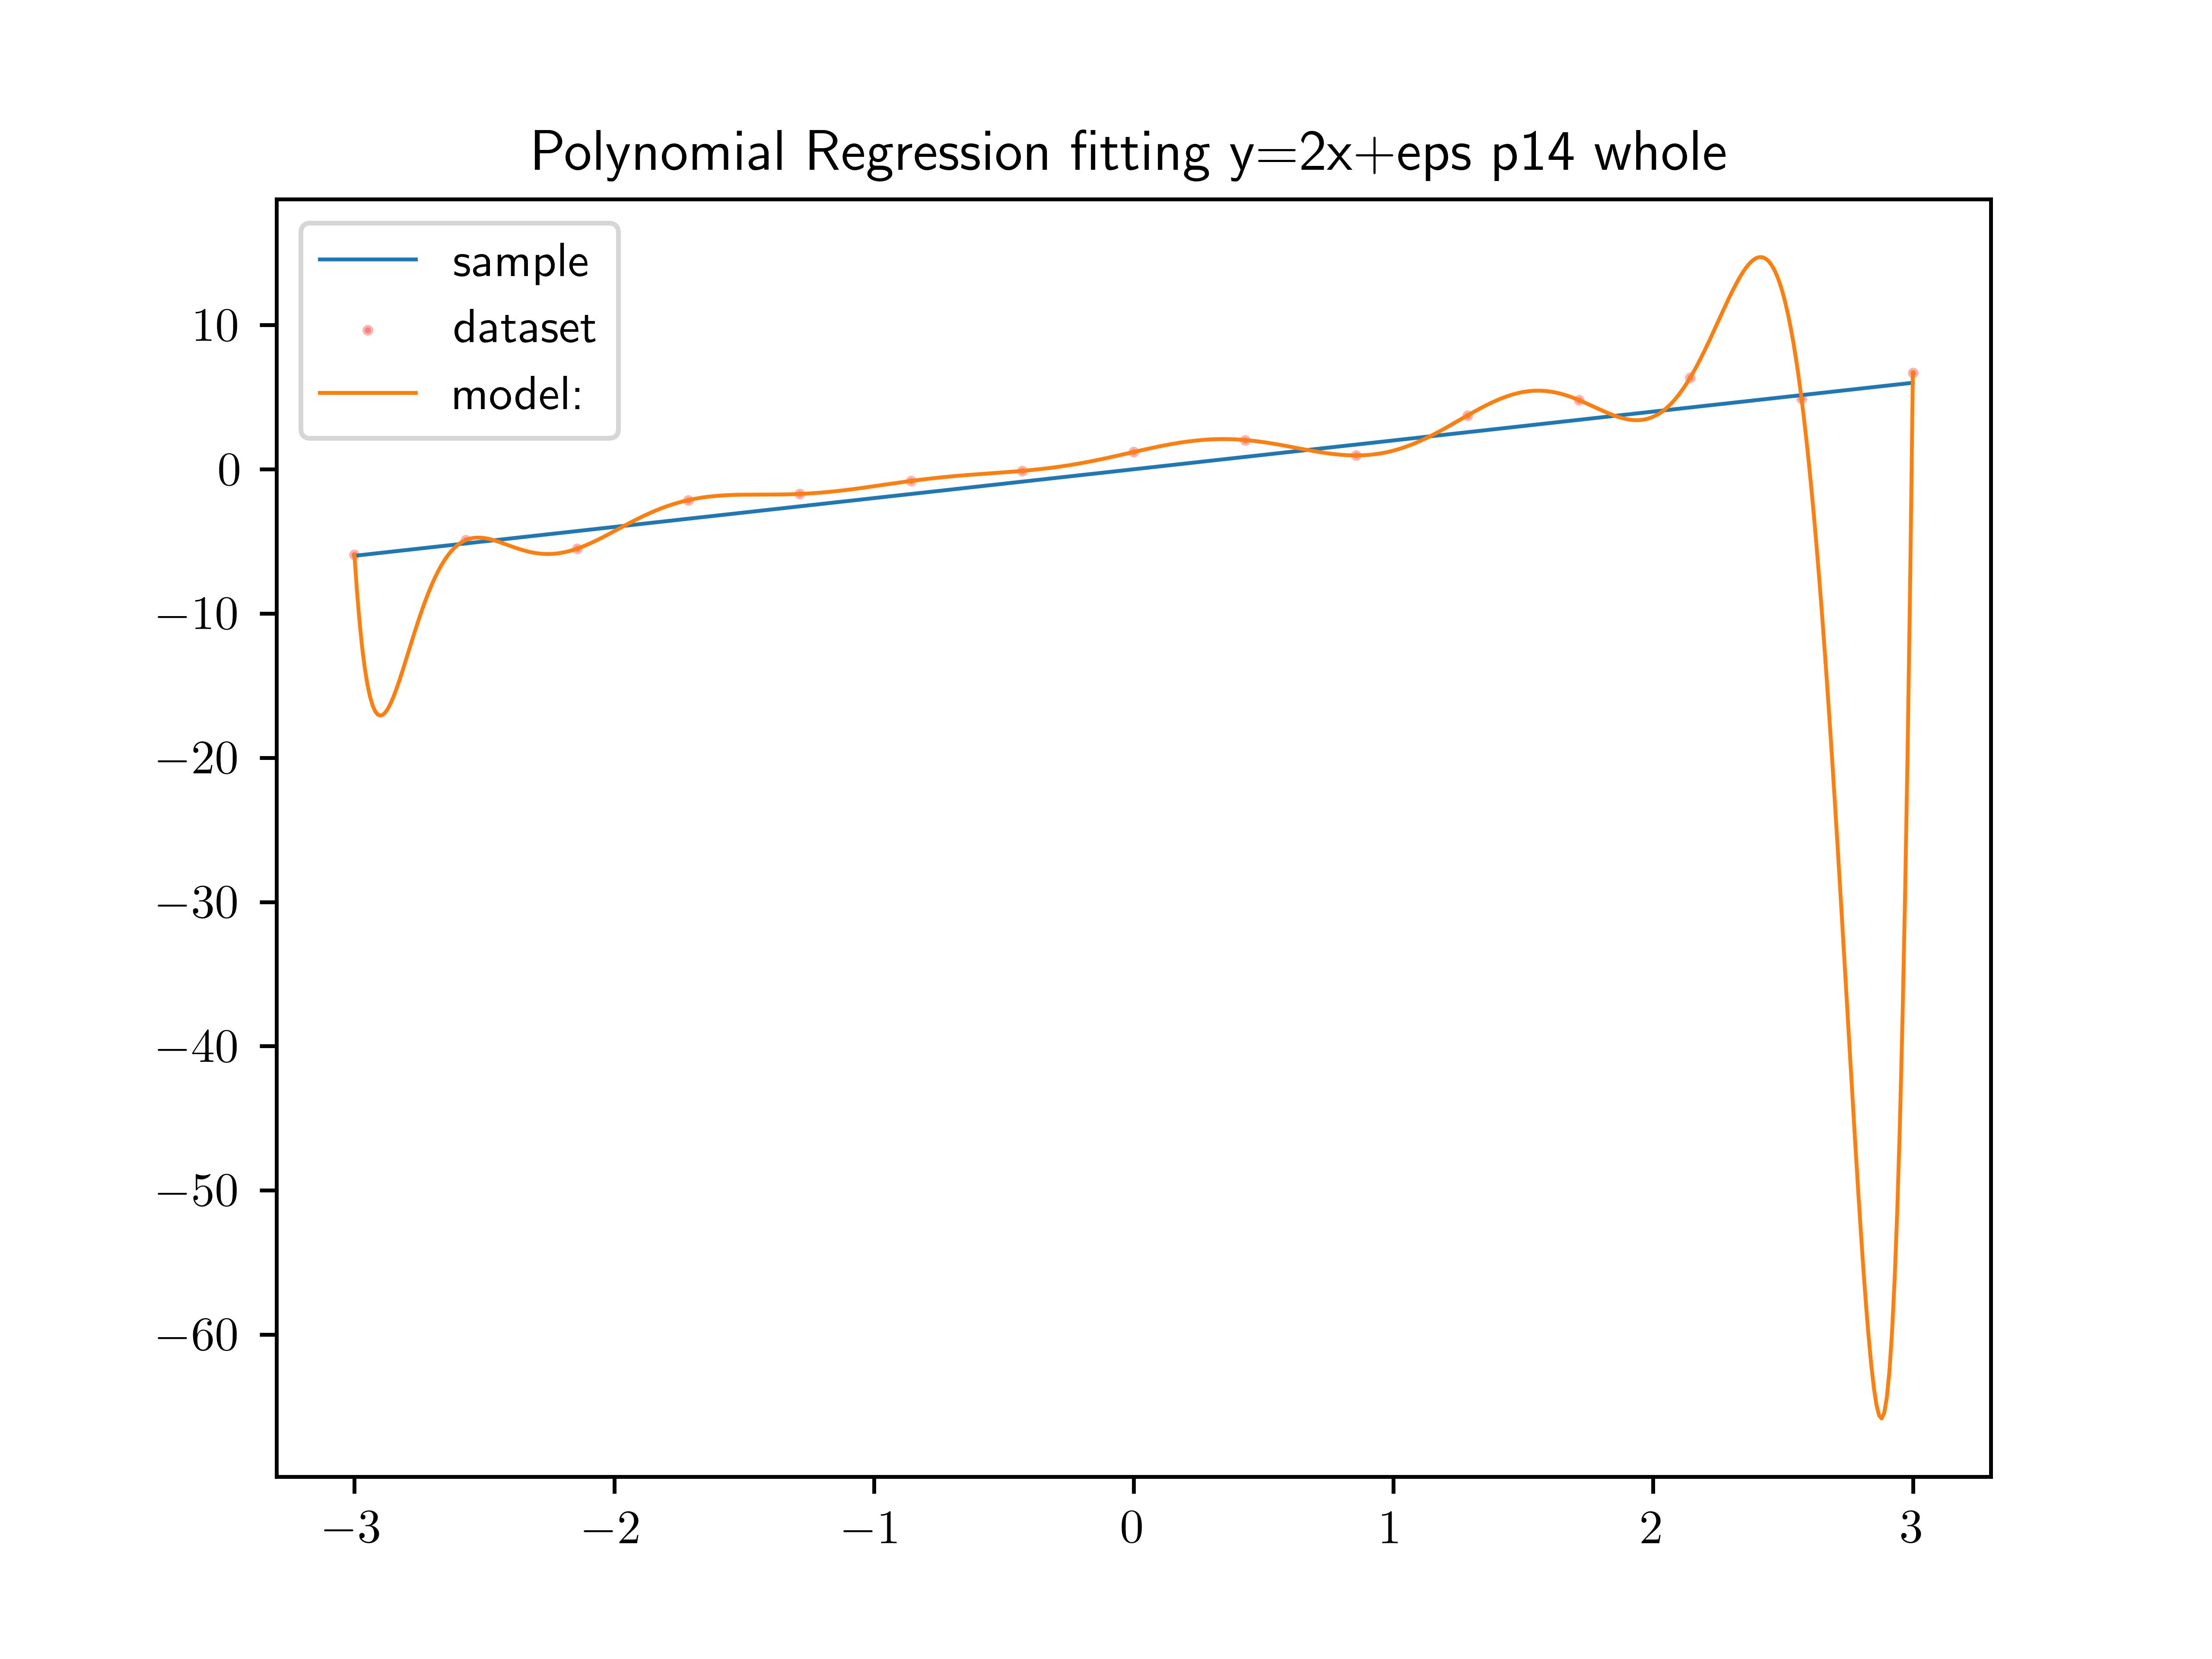 Polynomial Regression fitting y=2x+eps p14 whole
sample
dataset
model:
10
0
−10
−20
−30
−40
−50
−60
−3 −2 −1 0 1 2 3